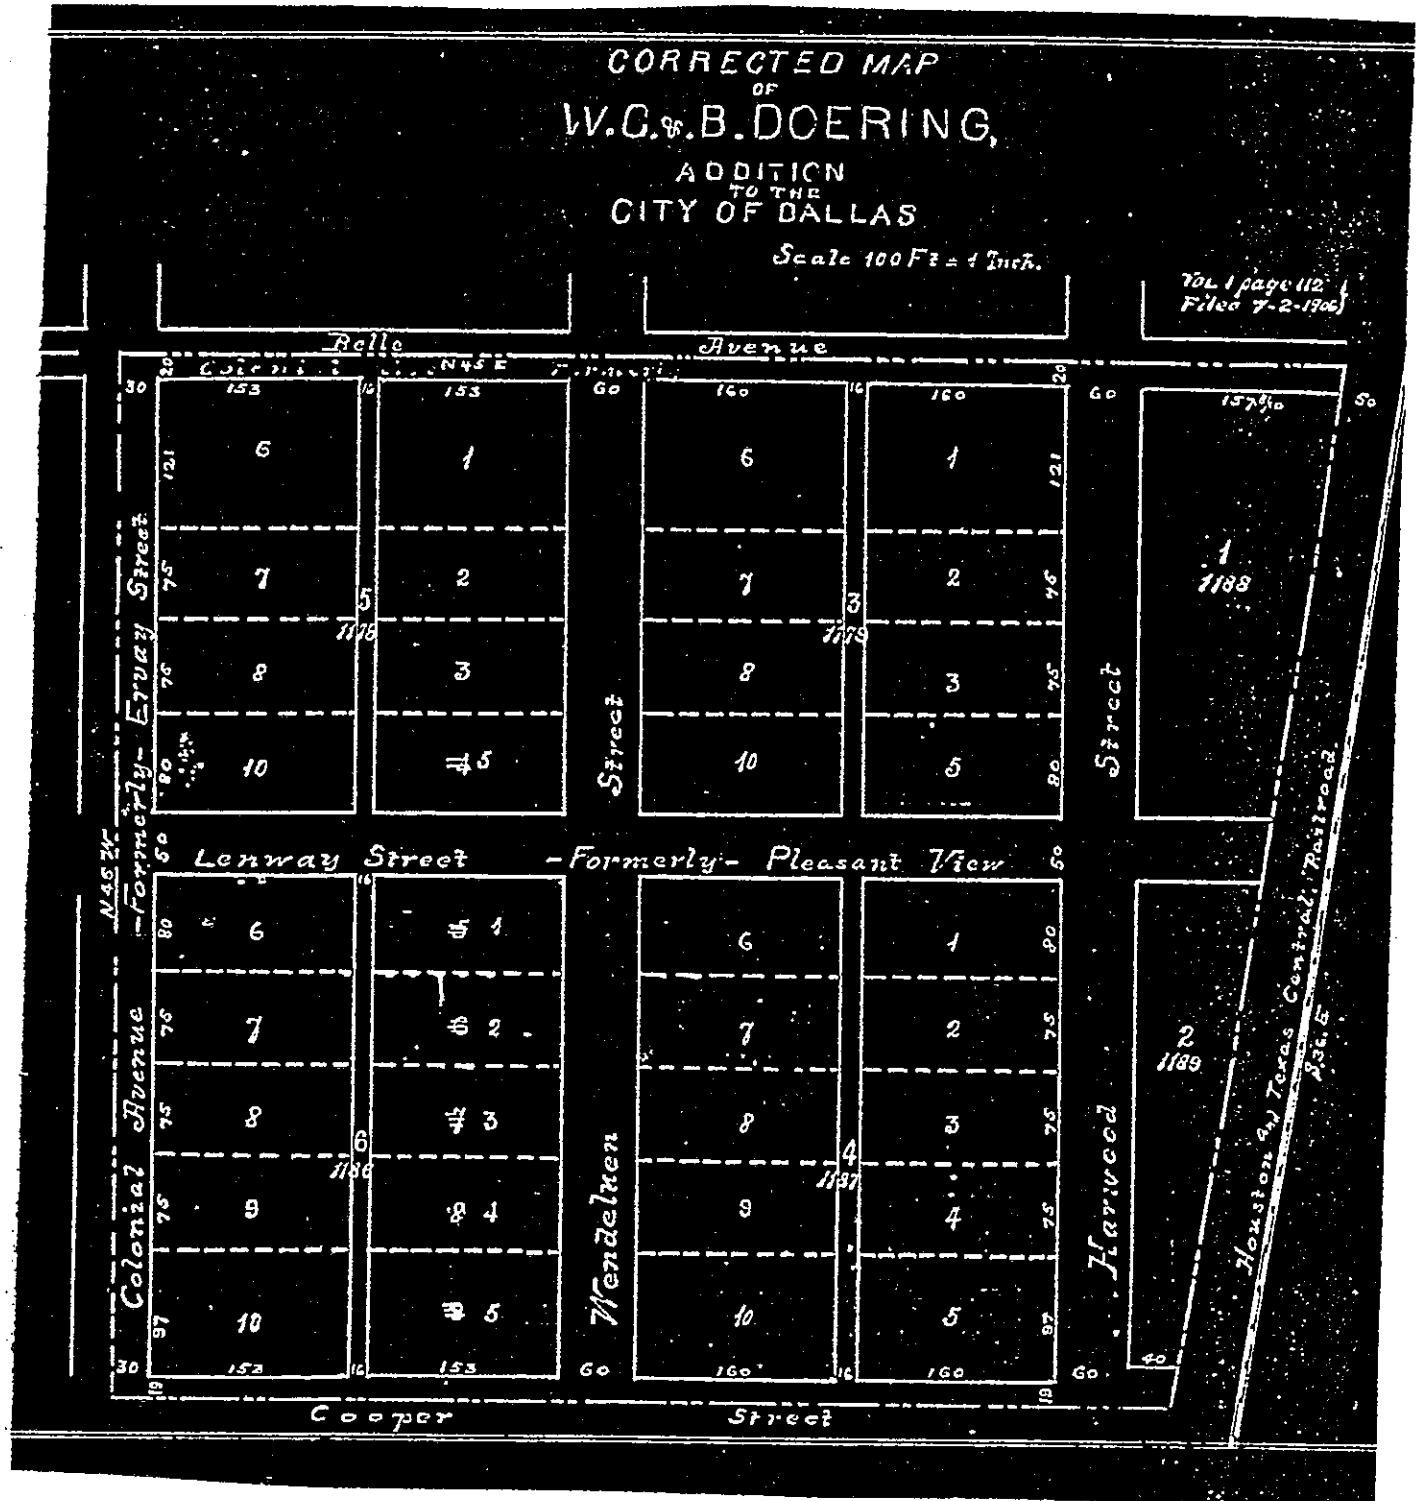 CORRECTED MAP
OF
W.C. & B. DOERING,
ADDITION
TO THE
CITY OF DALLAS
Scale 100 Ft = 1 Inch.
Vol 1 page 112
Filed 7-2-1906
Belle Avenue
20 N 45 E 20
30 153 16 153 60 160 16 160 60 50
6 1 6 1
121 121
7 2 7 2 1
75 75 1188
5 3
8 3 8 3
75 75
10 5 10 5
80 80
Colonial Avenue -Formerly- Ervay Street
Wendelken Street
Harwood Street
Houston and Texas Central Railroad
S.36.E
50 Lenway Street -Formerly- Pleasant View 50
16
6 1 6 1
80 80
7 2 7 2 2
75 75 1189
8 3 8 3
75 75
6 4
1186
9 4 9 4
75 75
10 5 10 5
97 97
30 153 16 153 60 160 16 160 60 40
19 19
Cooper Street